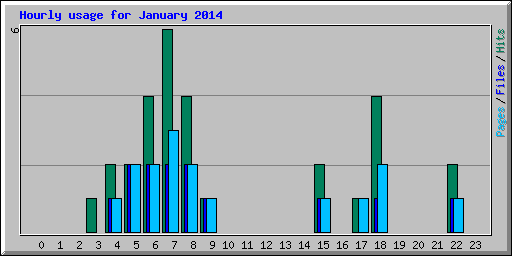 Hourly usage for January 2014
6
Pages/Files/Hits
0 1 2 3 4 5 6 7 8 9 10 11 12 13 14 15 16 17 18 19 20 21 22 23